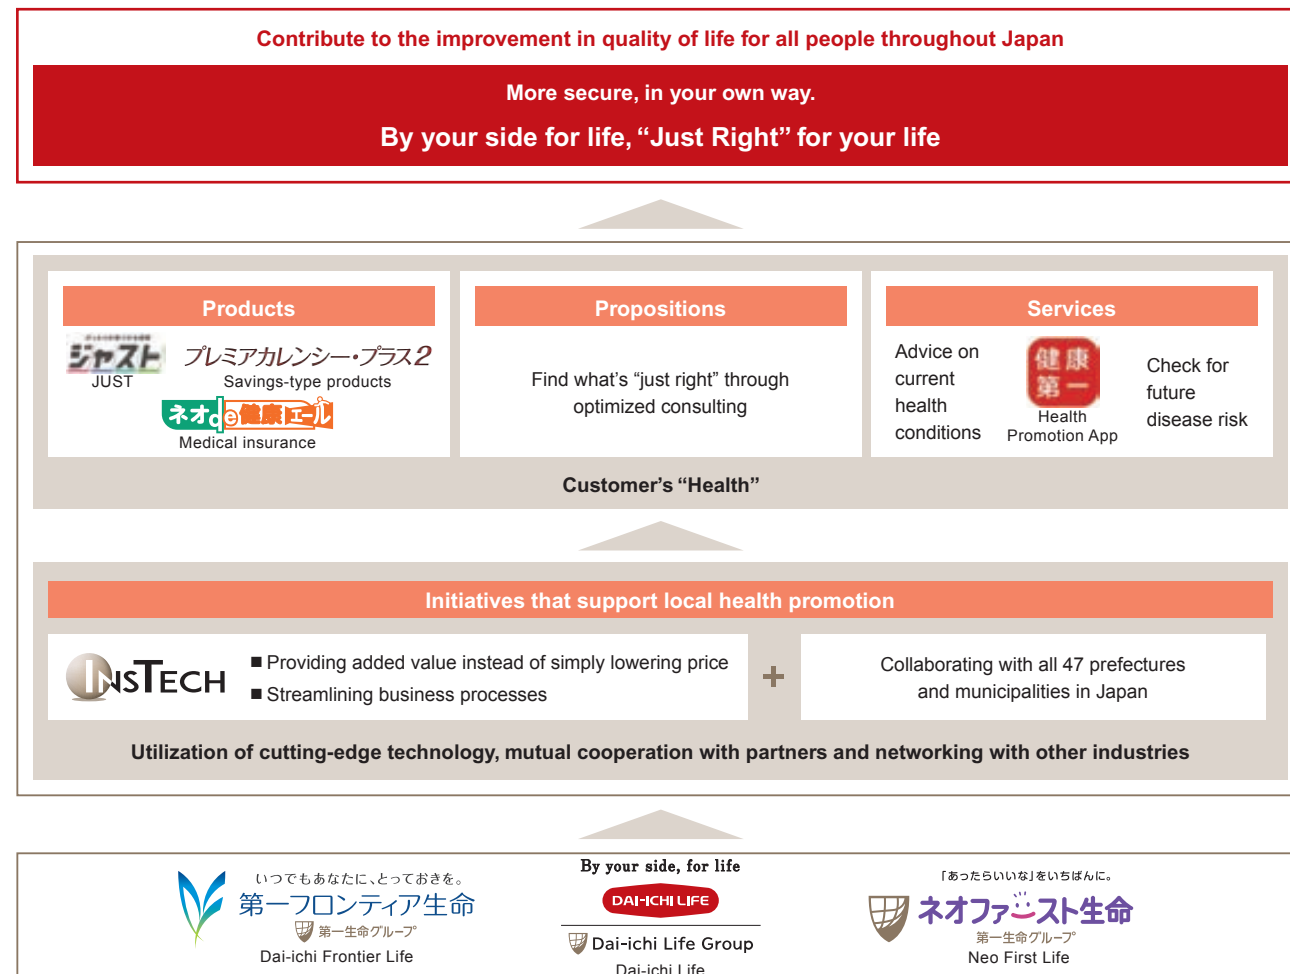 Contribute to the improvement in quality of life for all people throughout Japan
More secure, in your own way.
By your side for life, “Just Right” for your life
Products
ジャスト
JUST
プレミアカレンシー・プラス2
Savings-type products
ネオde健康エール
Medical insurance
Propositions
Find what’s “just right” through
optimized consulting
Services
Advice on
current
health
conditions
健康
第一
Health
Promotion App
Check for
future
disease risk
Customer’s “Health”
Initiatives that support local health promotion
INSTECH
■ Providing added value instead of simply lowering price
■ Streamlining business processes
+
Collaborating with all 47 prefectures
and municipalities in Japan
Utilization of cutting-edge technology, mutual cooperation with partners and networking with other industries
いつでもあなたに、とっておきを。
第一フロンティア生命
第一生命グループ
Dai-ichi Frontier Life
By your side, for life
DAI-ICHI LIFE
Dai-ichi Life Group
Dai-ichi Life
「あったらいいな」をいちばんに。
ネオファースト生命
第一生命グループ
Neo First Life